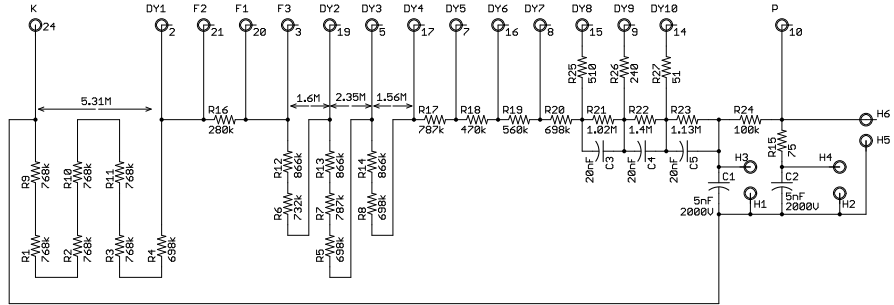 K DY1 F2 F1 F3 DY2 DY3 DY4 DY5 DY6 DY7 DY8 DY9 DY10 P
24 2 21 20 3 19 5 17 7 16 8 15 9 14 10
R25 510 R26 240 R27 51
5.31M 1.6M 2.35M 1.56M
R16 R17 R18 R19 R20 R21 R22 R23 R24 H6
280k 787k 470k 560k 698k 1.02M 1.4M 1.13M 100k
H5
R15 75
20nF C3 20nF C4 20nF C5
R9 768k R10 768k R11 768k R12 866k R13 866k R14 866k
H3 H4
C1 C2
R6 732k R7 787k R8 698k
5nF 5nF
2000V 2000V
H1 H2
R1 768k R2 768k R3 768k R4 698k R5 698k